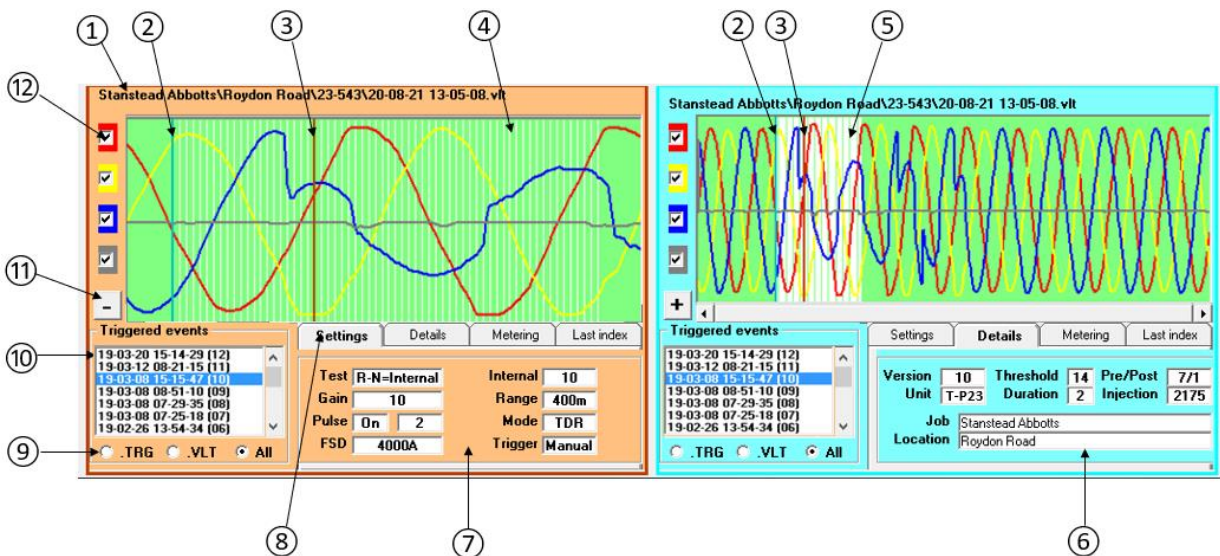 ① ② ③ ④ ② ③ ⑤
⑫
Stanstead Abbotts\Roydon Road\23-543\20-08-21 13-05-08.vlt
⑪
-
⑩
Triggered events
19-03-20 15-14-29 (12)
19-03-12 08-21-15 (11)
19-03-08 15-15-47 (10)
19-03-08 08-51-10 (09)
19-03-08 07-29-35 (08)
19-03-08 07-25-18 (07)
19-02-26 13-54-34 (06)
⑨
.TRG .VLT All
Settings Details Metering Last index
Test R-N=Internal Internal 10
Gain 10 Range 400m
Pulse On 2 Mode TDR
FSD 4000A Trigger Manual
Stanstead Abbotts\Roydon Road\23-543\20-08-21 13-05-08.vlt
+
Triggered events
19-03-20 15-14-29 (12)
19-03-12 08-21-15 (11)
19-03-08 15-15-47 (10)
19-03-08 08-51-10 (09)
19-03-08 07-29-35 (08)
19-03-08 07-25-18 (07)
19-02-26 13-54-34 (06)
.TRG .VLT All
Settings Details Metering Last index
Version 10 Threshold 14 Pre/Post 7/1
Unit T-P23 Duration 2 Injection 2175
Job Stanstead Abbotts
Location Roydon Road
⑧ ⑦ ⑥